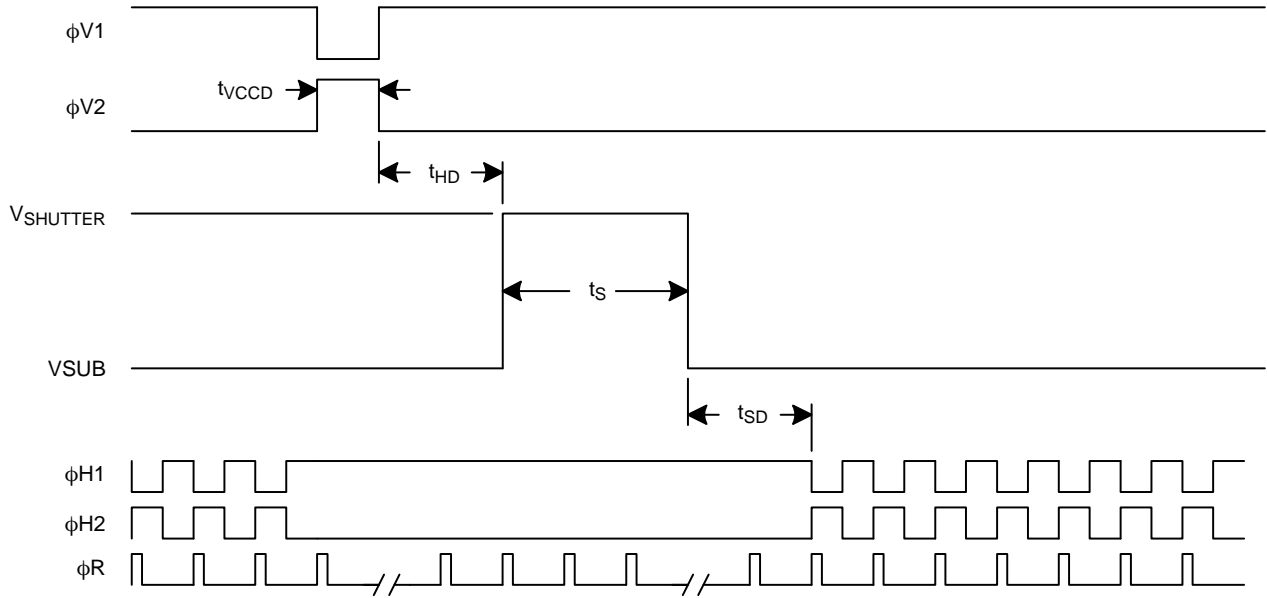 ϕV1
tVCCD
ϕV2
tHD
VSHUTTER
tS
VSUB
tSD
ϕH1
ϕH2
ϕR